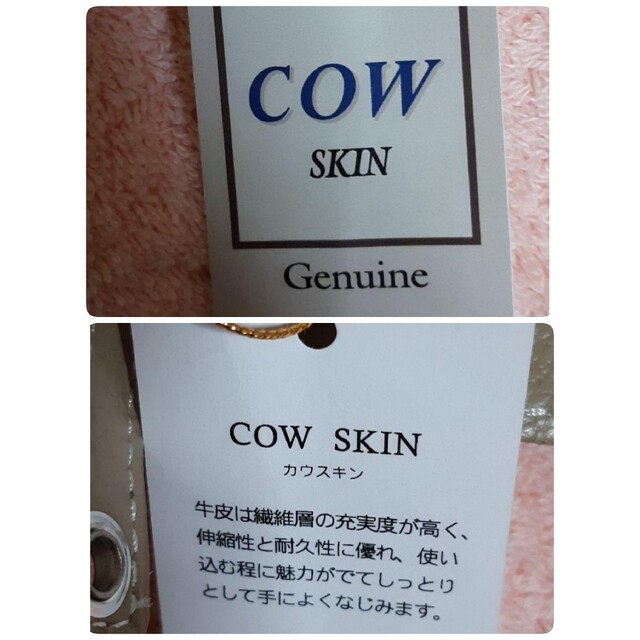 COW
SKIN
Genuine
COW SKIN
カウスキン
牛皮は繊維層の充実度が高く、
伸縮性と耐久性に優れ、使い
込む程に魅力がでてしっとり
として手によくなじみます。